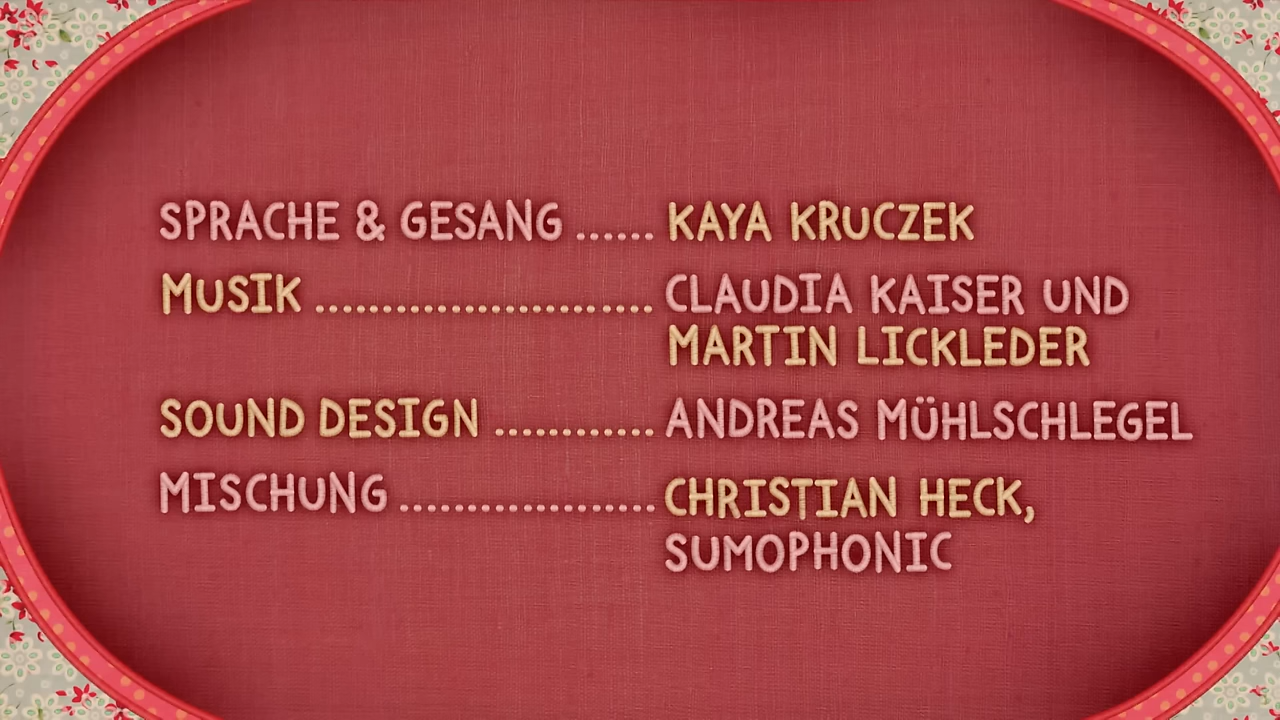 SPRACHE & GESANG ...... KAYA KRUCZEK
MUSIK ......................... CLAUDIA KAISER UND
MARTIN LICKLEDER
SOUND DESIGN ............ ANDREAS MÜHLSCHLEGEL
MISCHUNG ................... CHRISTIAN HECK,
SUMOPHONIC